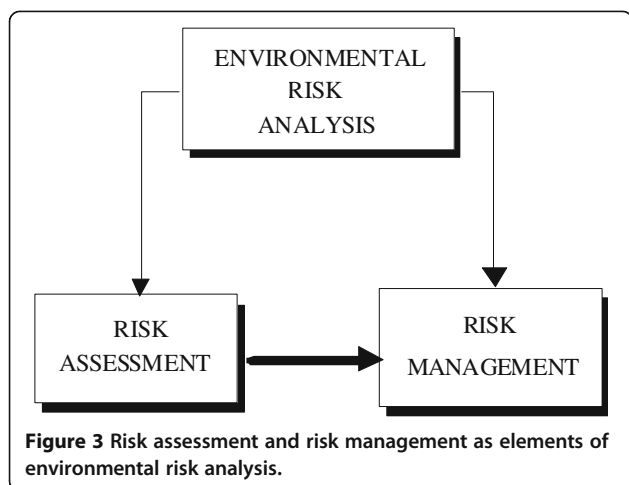 ENVIRONMENTAL
RISK
ANALYSIS
RISK
ASSESSMENT
RISK
MANAGEMENT
Figure 3 Risk assessment and risk management as elements of
environmental risk analysis.